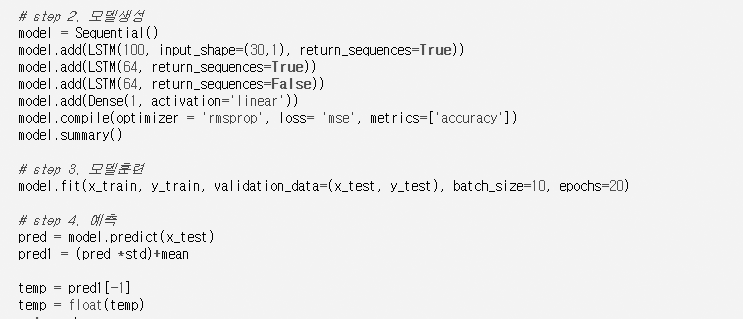 # step 2. 모델생성
model = Sequential()
model.add(LSTM(100, input_shape=(30,1), return_sequences=True))
model.add(LSTM(64, return_sequences=True))
model.add(LSTM(64, return_sequences=False))
model.add(Dense(1, activation='linear'))
model.compile(optimizer = 'rmsprop', loss= 'mse', metrics=['accuracy'])
model.summary()
# step 3. 모델훈련
model.fit(x_train, y_train, validation_data=(x_test, y_test), batch_size=10, epochs=20)
# step 4. 예측
pred = model.predict(x_test)
pred1 = (pred *std)+mean
temp = pred1[-1]
temp = float(temp)